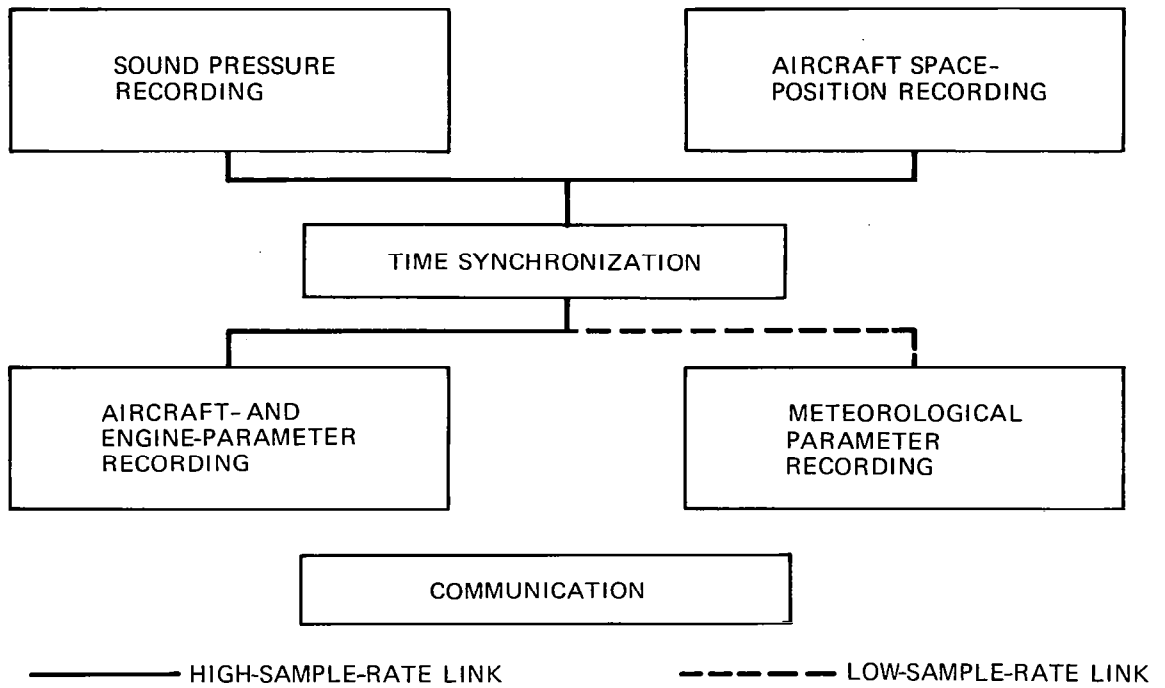 SOUND PRESSURE
RECORDING
AIRCRAFT SPACE-
POSITION RECORDING
TIME SYNCHRONIZATION
AIRCRAFT- AND
ENGINE-PARAMETER
RECORDING
METEOROLOGICAL
PARAMETER
RECORDING
COMMUNICATION
HIGH-SAMPLE-RATE LINK
LOW-SAMPLE-RATE LINK